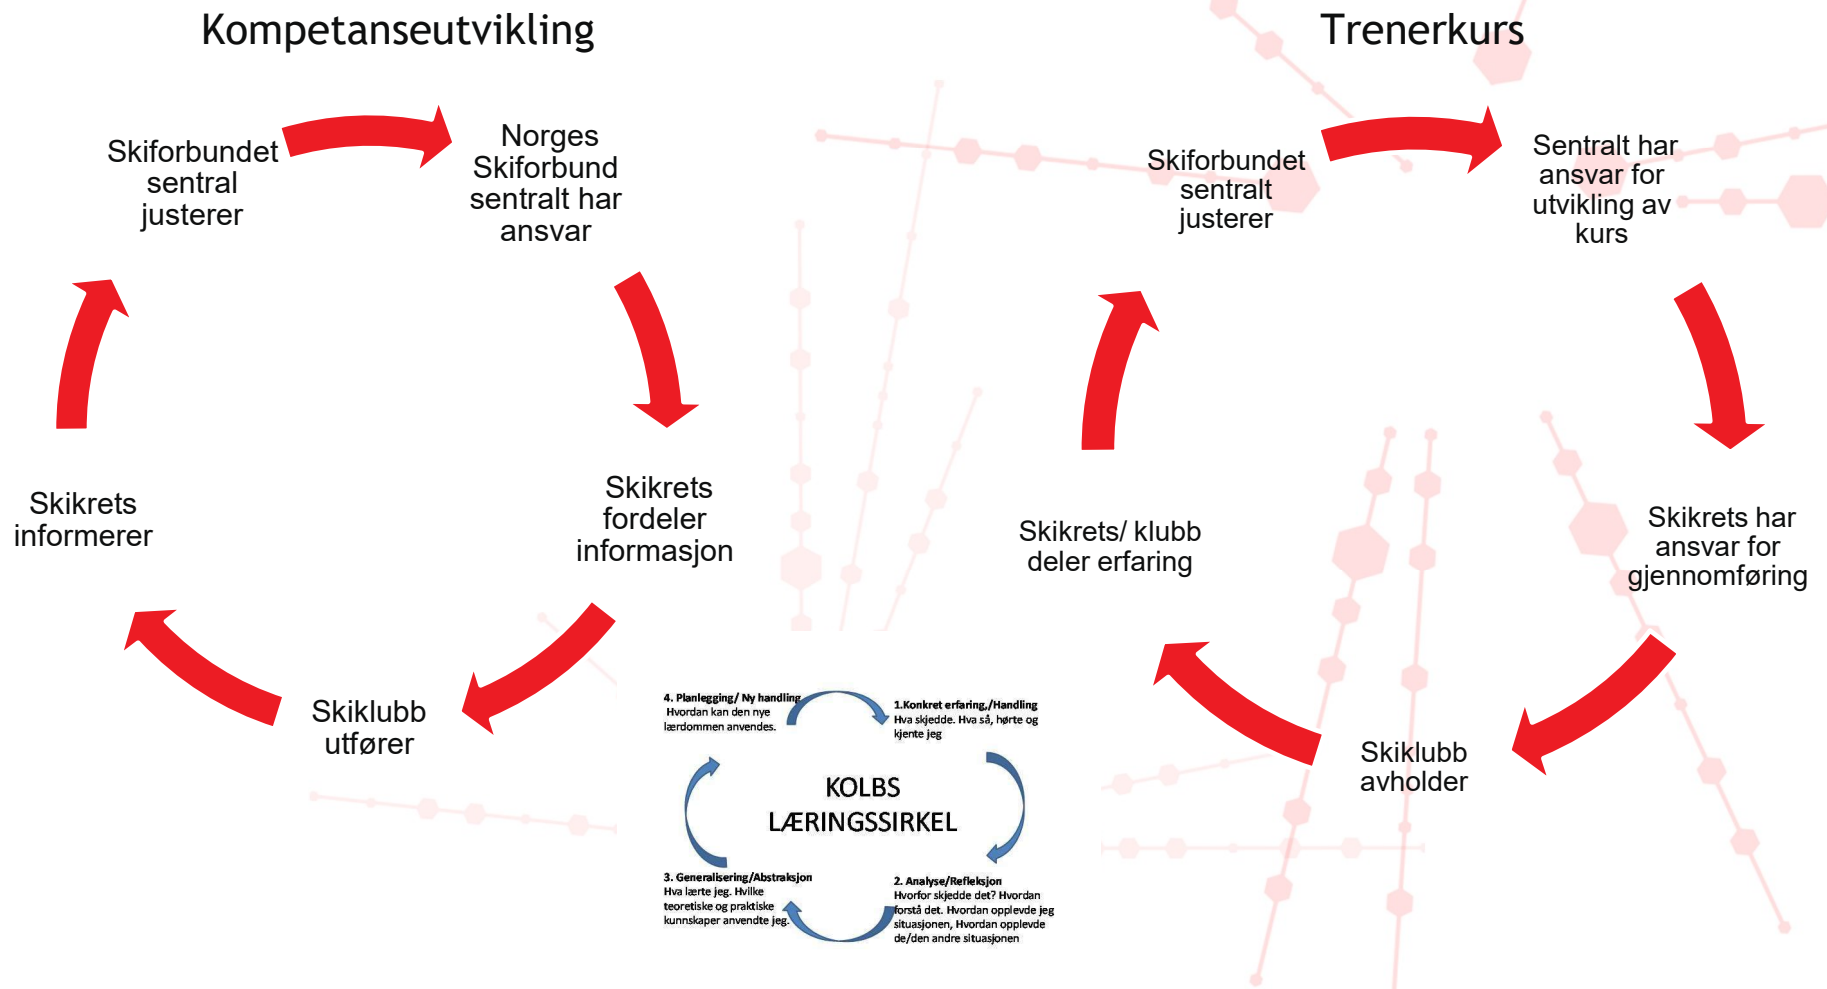 Kompetanseutvikling
Norges
Skiforbund
sentralt har
ansvar
Skikrets
fordeler
informasjon
Skiklubb
utfører
Skikrets
informerer
Skiforbundet
sentral
justerer
Trenerkurs
Sentralt har
ansvar for
utvikling av
kurs
Skikrets har
ansvar for
gjennomføring
Skiklubb
avholder
Skikrets/ klubb
deler erfaring
Skiforbundet
sentralt
justerer
KOLBS
LÆRINGSSIRKEL
1.Konkret erfaring,/Handling
Hva skjedde. Hva så, hørte og
kjente jeg
2. Analyse/Refleksjon
Hvorfor skjedde det? Hvordan
forstå det. Hvordan opplevde jeg
situasjonen, Hvordan opplevde
de/den andre situasjonen
3. Generalisering/Abstraksjon
Hva lærte jeg. Hvilke
teoretiske og praktiske
kunnskaper anvendte jeg.
4. Planlegging/ Ny handling
Hvordan kan den nye
lærdommen anvendes.